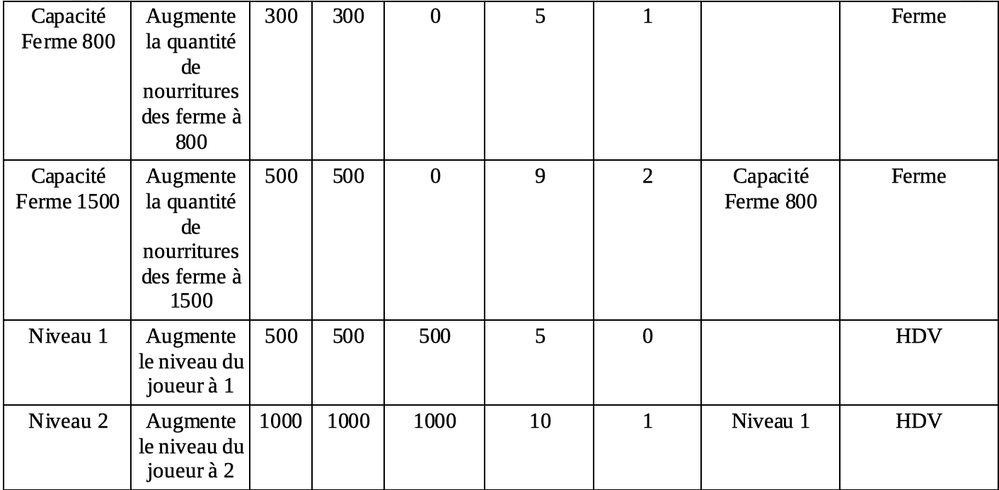 Capacité Augmente 300 300 0 5 1 Ferme
Ferme 800 la quantité
de
nourritures
des ferme à
800
Capacité Augmente 500 500 0 9 2 Capacité Ferme
Ferme 1500 la quantité Ferme 800
de
nourritures
des ferme à
1500
Niveau 1 Augmente 500 500 500 5 0 HDV
le niveau du
joueur à 1
Niveau 2 Augmente 1000 1000 1000 10 1 Niveau 1 HDV
le niveau du
joueur à 2